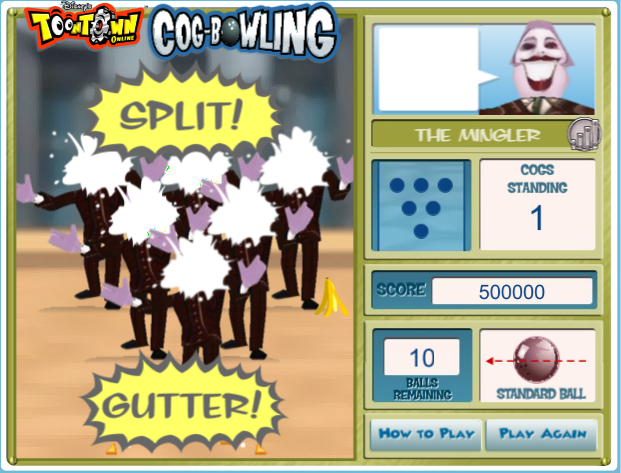 Disney's
TOONTOWN
ONLINE
COG-BOWLING
SPLIT!
THE MINGLER
COGS
STANDING
1
SCORE 500000
10
BALLS
REMAINING
STANDARD BALL
GUTTER!
HOW TO PLAY
PLAY AGAIN